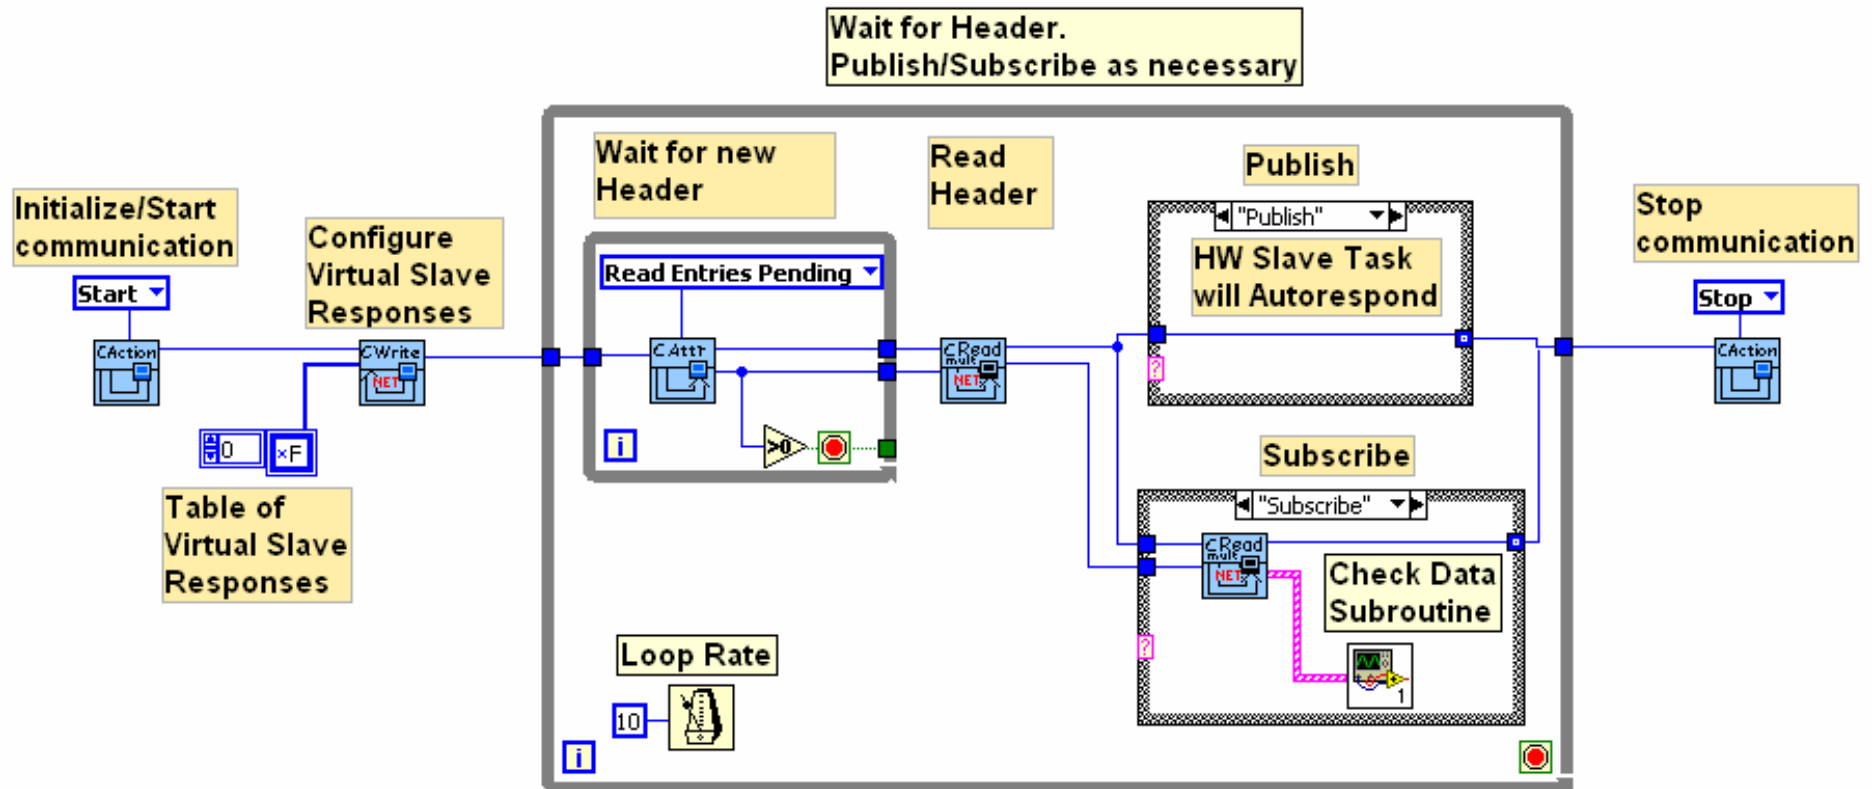 Wait for Header.
Publish/Subscribe as necessary
Initialize/Start
communication
Start
CAction
Configure
Virtual Slave
Responses
CWrite
NET
0
×F
Table of
Virtual Slave
Responses
Wait for new
Header
Read Entries Pending
C.Attr
i
>0
Read
Header
CRead
mult
NET
Publish
"Publish"
HW Slave Task
will Autorespond
?
Subscribe
"Subscribe"
CRead
mult
NET
Check Data
Subroutine
1
?
Loop Rate
10
i
Stop
communication
Stop
CAction